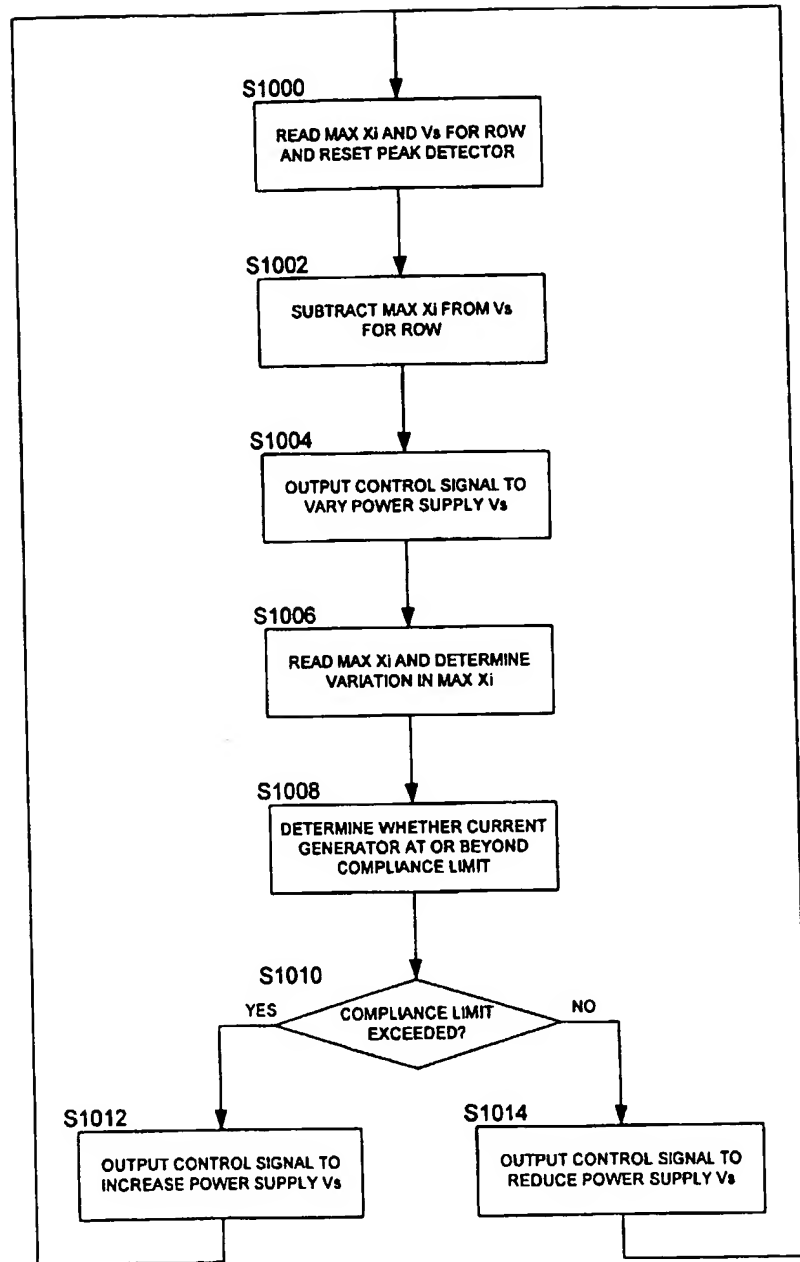 S1000
READ MAX Xi AND Vs FOR ROW
AND RESET PEAK DETECTOR
S1002
SUBTRACT MAX Xi FROM Vs
FOR ROW
S1004
OUTPUT CONTROL SIGNAL TO
VARY POWER SUPPLY Vs
S1006
READ MAX Xi AND DETERMINE
VARIATION IN MAX Xi
S1008
DETERMINE WHETHER CURRENT
GENERATOR AT OR BEYOND
COMPLIANCE LIMIT
S1010
YES
COMPLIANCE LIMIT
EXCEEDED?
NO
S1012
OUTPUT CONTROL SIGNAL TO
INCREASE POWER SUPPLY Vs
S1014
OUTPUT CONTROL SIGNAL TO
REDUCE POWER SUPPLY Vs